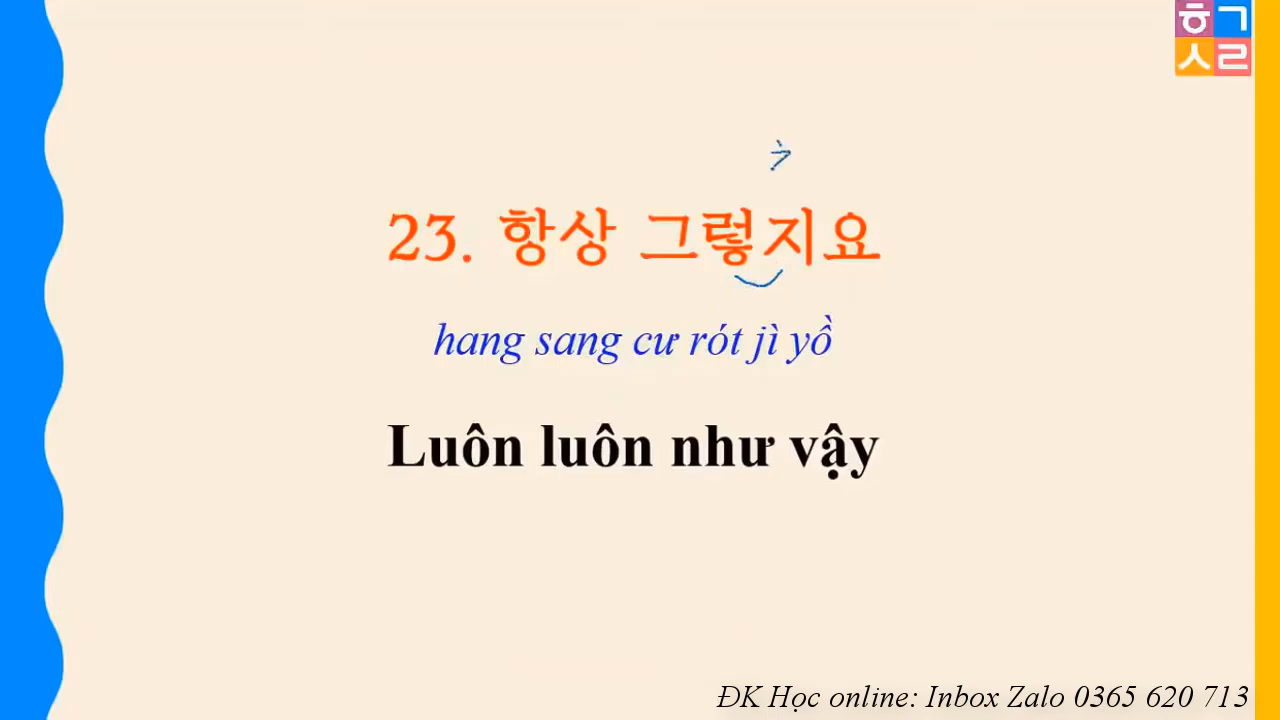 ㅎㄱ
ㅅㄹ
ㅊ
23. 항상 그렇지요
hang sang cư rót jì yồ
Luôn luôn như vậy
ĐK Học online: Inbox Zalo 0365 620 713